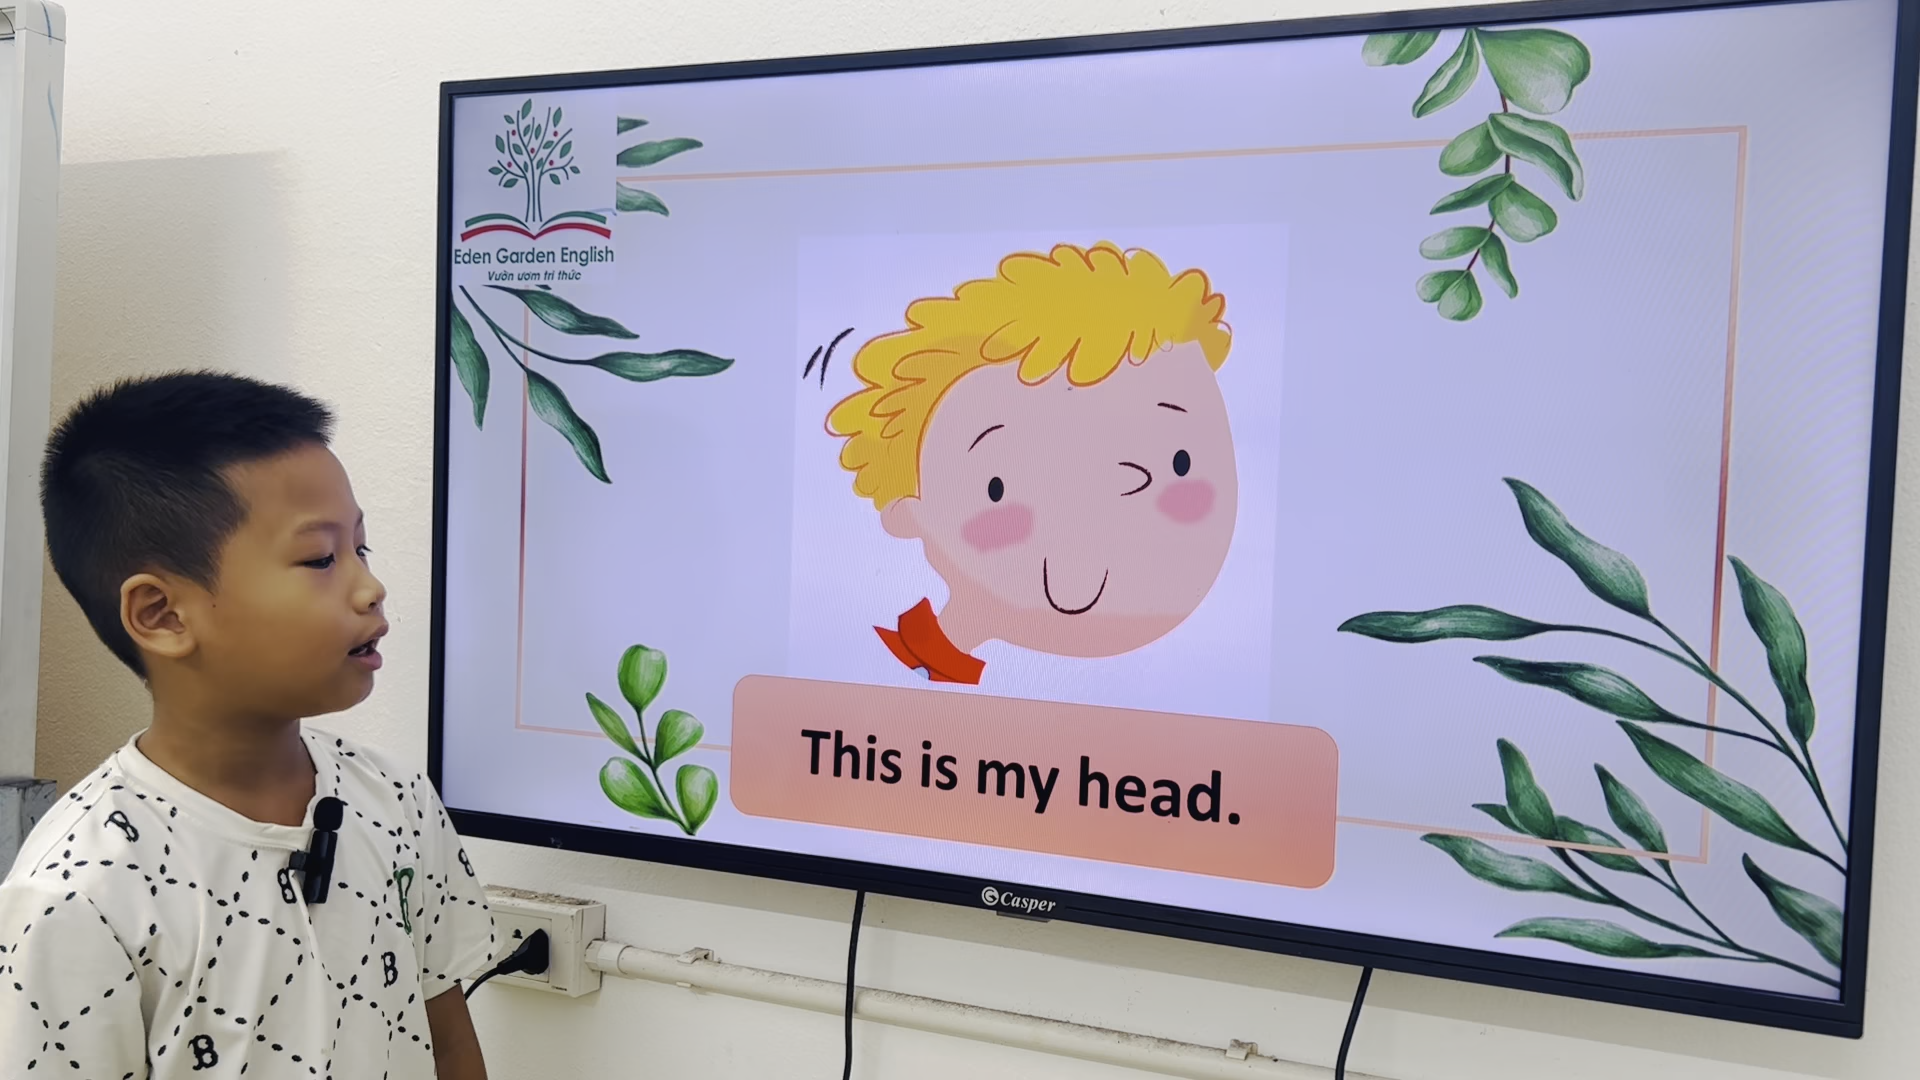 Eden Garden English
Vườn ươm tri thức
This is my head.
Casper
B
B
B
B